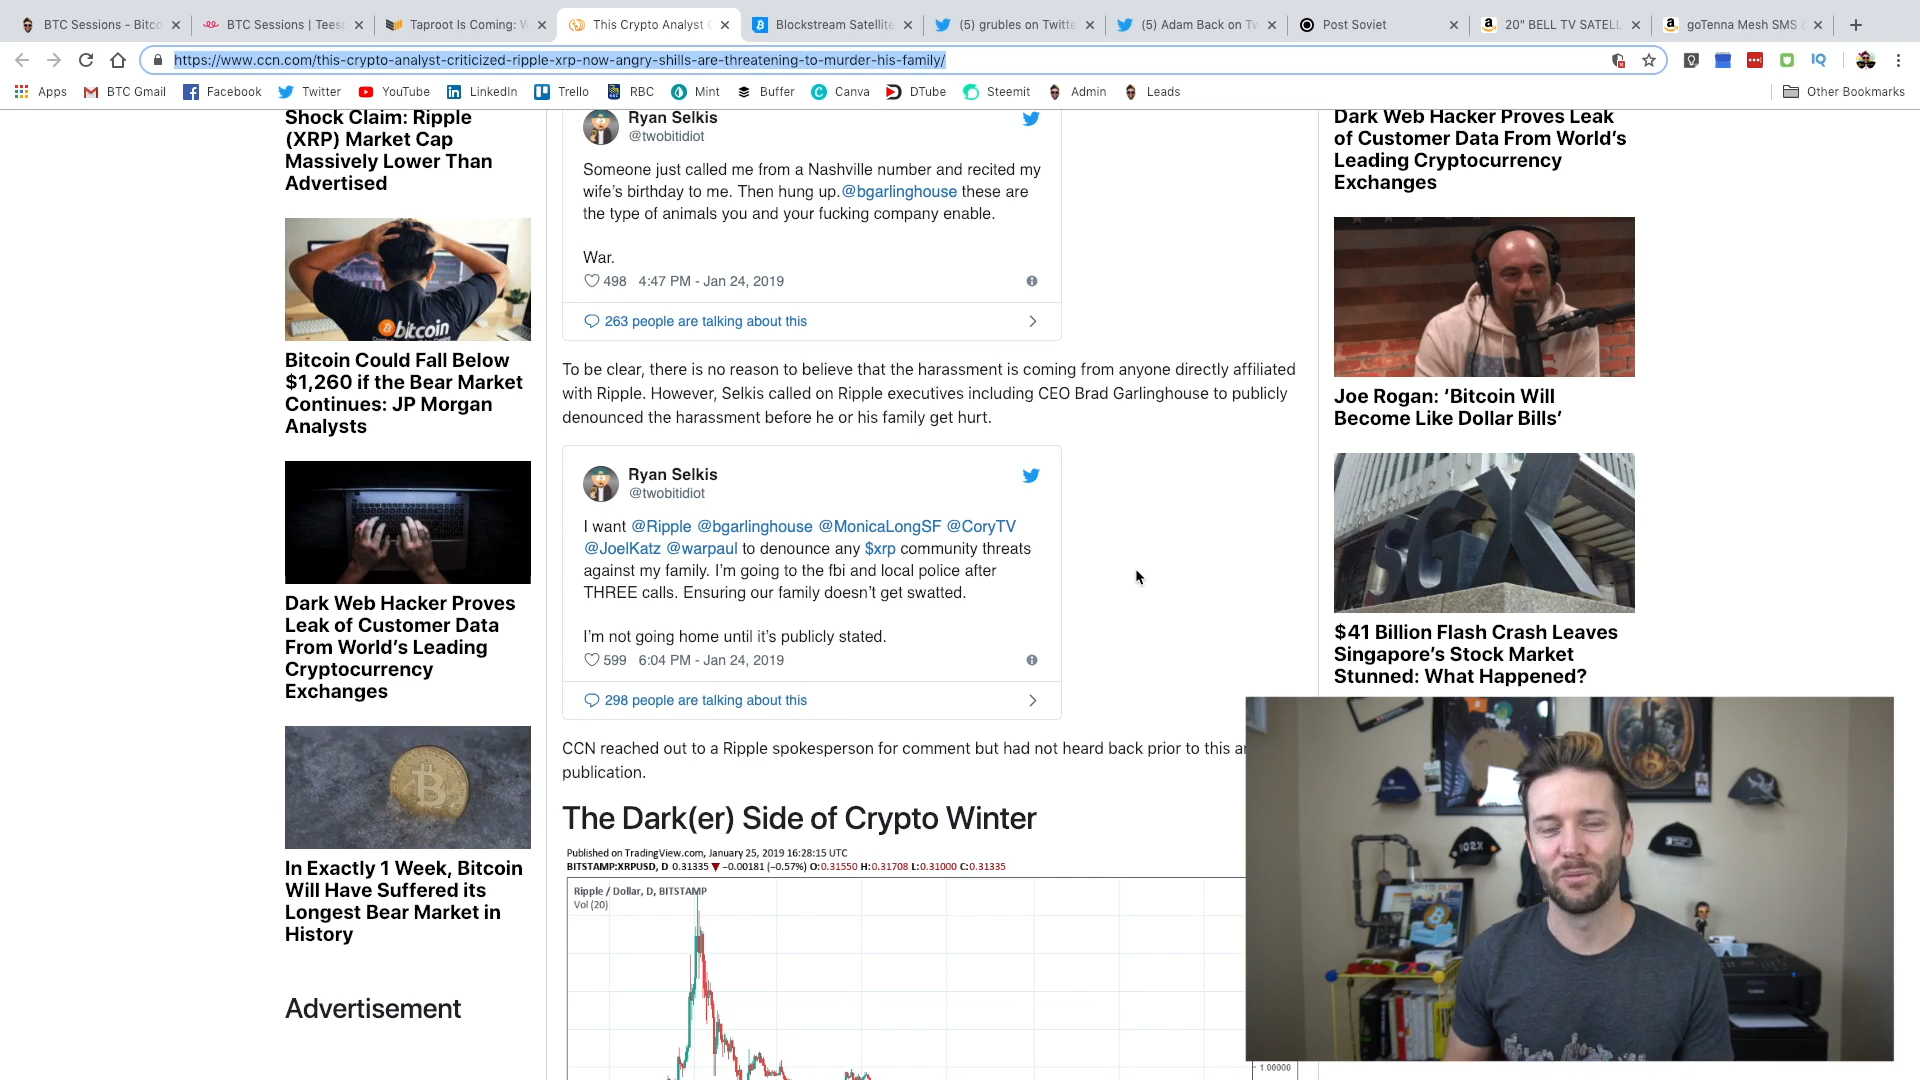 BTC Sessions - Bitco
BTC Sessions | Teesp
Taproot Is Coming: W
This Crypto Analyst C
Blockstream Satellite
(5) grubles on Twitte
(5) Adam Back on Tw
Post Soviet
20" BELL TV SATELL
goTenna Mesh SMS &
https://www.ccn.com/this-crypto-analyst-criticized-ripple-xrp-now-angry-shills-are-threatening-to-murder-his-family/
IQ
Apps
BTC Gmail
Facebook
Twitter
YouTube
LinkedIn
Trello
RBC
Mint
Buffer
Canva
DTube
Steemit
Admin
Leads
Other Bookmarks
Shock Claim: Ripple
(XRP) Market Cap
Massively Lower Than
Advertised
bitcoin
Bitcoin Could Fall Below
$1,260 if the Bear Market
Continues: JP Morgan
Analysts
Dark Web Hacker Proves
Leak of Customer Data
From World’s Leading
Cryptocurrency
Exchanges
In Exactly 1 Week, Bitcoin
Will Have Suffered its
Longest Bear Market in
History
Advertisement
Ryan Selkis
@twobitidiot
Someone just called me from a Nashville number and recited my
wife’s birthday to me. Then hung up.@bgarlinghouse these are
the type of animals you and your fucking company enable.
War.
498 4:47 PM - Jan 24, 2019
263 people are talking about this
To be clear, there is no reason to believe that the harassment is coming from anyone directly affiliated
with Ripple. However, Selkis called on Ripple executives including CEO Brad Garlinghouse to publicly
denounced the harassment before he or his family get hurt.
Ryan Selkis
@twobitidiot
I want @Ripple @bgarlinghouse @MonicaLongSF @CoryTV
@JoelKatz @warpaul to denounce any $xrp community threats
against my family. I’m going to the fbi and local police after
THREE calls. Ensuring our family doesn’t get swatted.
I’m not going home until it’s publicly stated.
599 6:04 PM - Jan 24, 2019
298 people are talking about this
CCN reached out to a Ripple spokesperson for comment but had not heard back prior to this ar
publication.
The Dark(er) Side of Crypto Winter
Published on TradingView.com, January 25, 2019 16:28:15 UTC
BITSTAMP:XRPUSD, D 0.31335 ▼ −0.00181 (−0.57%) O:0.31550 H:0.31708 L:0.31000 C:0.31335
Ripple / Dollar, D, BITSTAMP
Vol (20)
1.00000
Dark Web Hacker Proves Leak
of Customer Data From World’s
Leading Cryptocurrency
Exchanges
Joe Rogan: ‘Bitcoin Will
Become Like Dollar Bills’
SGX
$41 Billion Flash Crash Leaves
Singapore’s Stock Market
Stunned: What Happened?